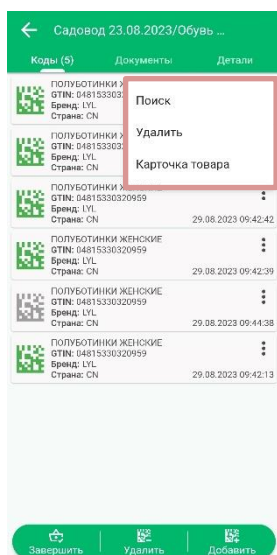 Садовод 23.08.2023/Обувь ...
Коды (5) Документы Детали
ПОЛУБОТИНКИ Ж
GTIN: 0481533032
Бренд: LYL
Страна: CN
Поиск
Удалить
Карточка товара
ПОЛУБОТИНКИ Ж
GTIN: 048153303
Бренд: LYL
Страна: CN
ПОЛУБОТИНКИ ЖЕНСКИЕ
GTIN: 04815330320959
Бренд: LYL
Страна: CN 29.08.2023 09:42:42
ПОЛУБОТИНКИ ЖЕНСКИЕ
GTIN: 04815330320959
Бренд: LYL
Страна: CN 29.08.2023 09:42:39
ПОЛУБОТИНКИ ЖЕНСКИЕ
GTIN: 04815330320959
Бренд: LYL
Страна: CN 29.08.2023 09:44:38
ПОЛУБОТИНКИ ЖЕНСКИЕ
GTIN: 04815330320959
Бренд: LYL
Страна: CN 29.08.2023 09:42:13
Завершить Удалить Добавить